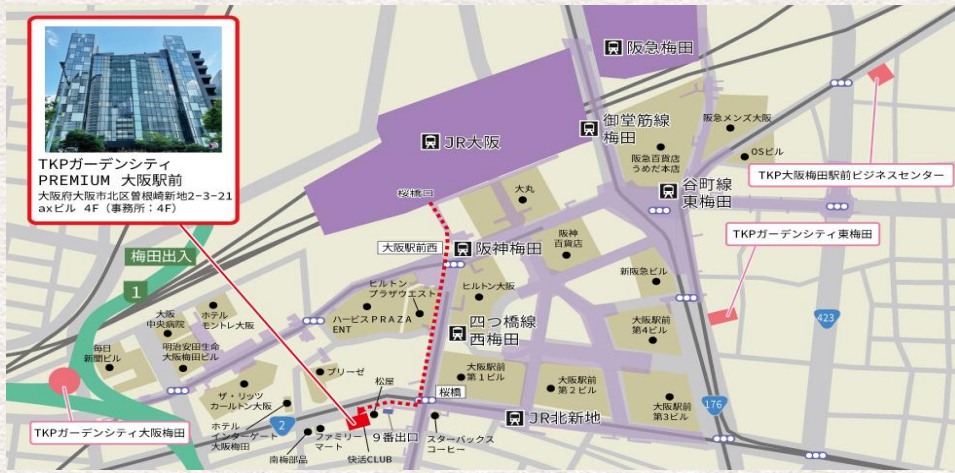 阪急梅田
JR大阪
御堂筋線
梅田
阪急メンズ大阪
阪急百貨店
うめだ本店
OSビル
TKP大阪梅田駅前ビジネスセンター
TKPガーデンシティ
PREMIUM 大阪駅前
大阪府大阪市北区曽根崎新地2-3-21
axビル 4F（事務所：4F）
桜橋口
大丸
谷町線
東梅田
TKPガーデンシティ東梅田
大阪駅前西
阪神梅田
阪神
百貨店
新阪急ビル
梅田出入
1
ヒルトン
プラザウエスト
ヒルトン大阪
大阪
中央病院
ホテル
モントレ大阪
ハービスPRAZA
ENT
四つ橋線
西梅田
大阪駅前
第4ビル
423
毎日
新聞ビル
明治安田生命
大阪梅田ビル
ブリーゼ
松屋
大阪駅前
第1ビル
大阪駅前
第2ビル
大阪駅前
第3ビル
176
ザ・リッツ
カールトン大阪
桜橋
JR北新地
TKPガーデンシティ大阪梅田
ホテル
インターゲート
大阪梅田
2
南梅部品
ファミリー
マート
快活CLUB
9番出口
スターバックス
コーヒー